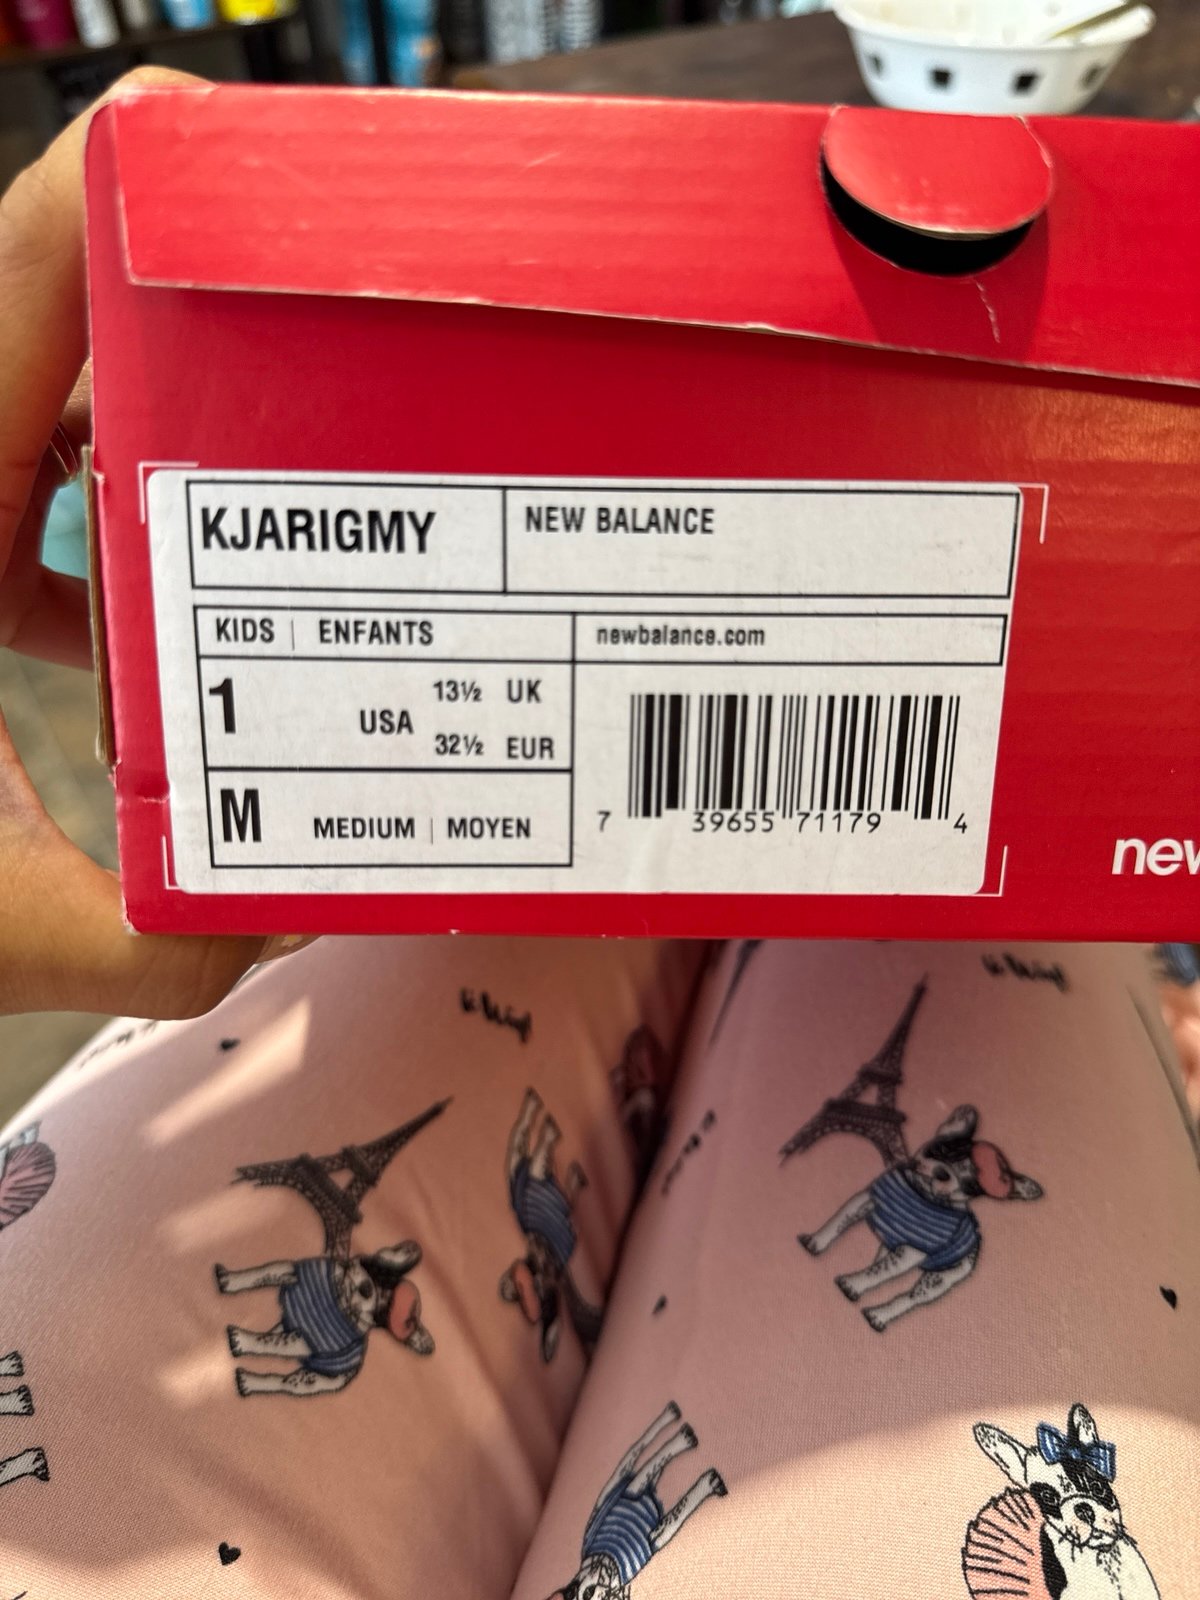 KJARIGMY
NEW BALANCE
KIDS | ENFANTS
newbalance.com
1 USA 13½ UK
32½ EUR
M MEDIUM | MOYEN
7 39655 71179 4
new